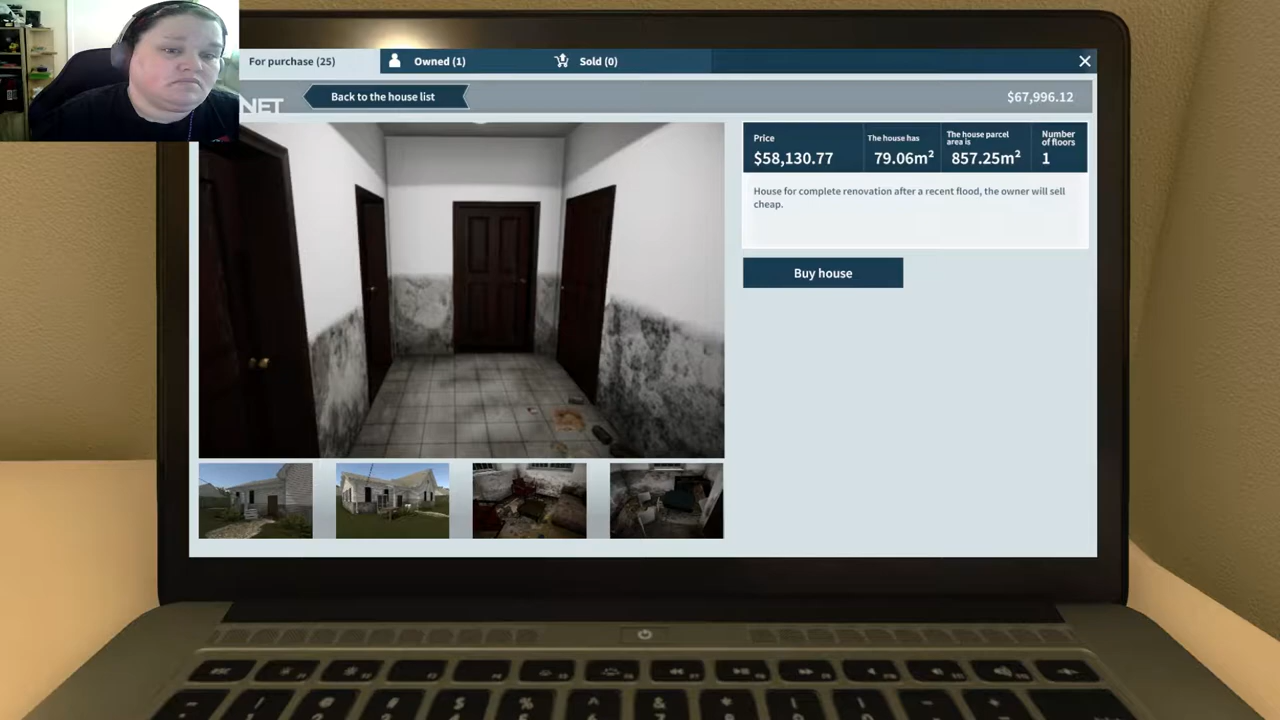 For purchase (25)
Owned (1)
Sold (0)
NET
Back to the house list
$67,996.12
Price
$58,130.77
The house has
79.06m²
The house parcel
area is
857.25m²
Number
of floors
1
House for complete renovation after a recent flood, the owner will sell
cheap.
Buy house